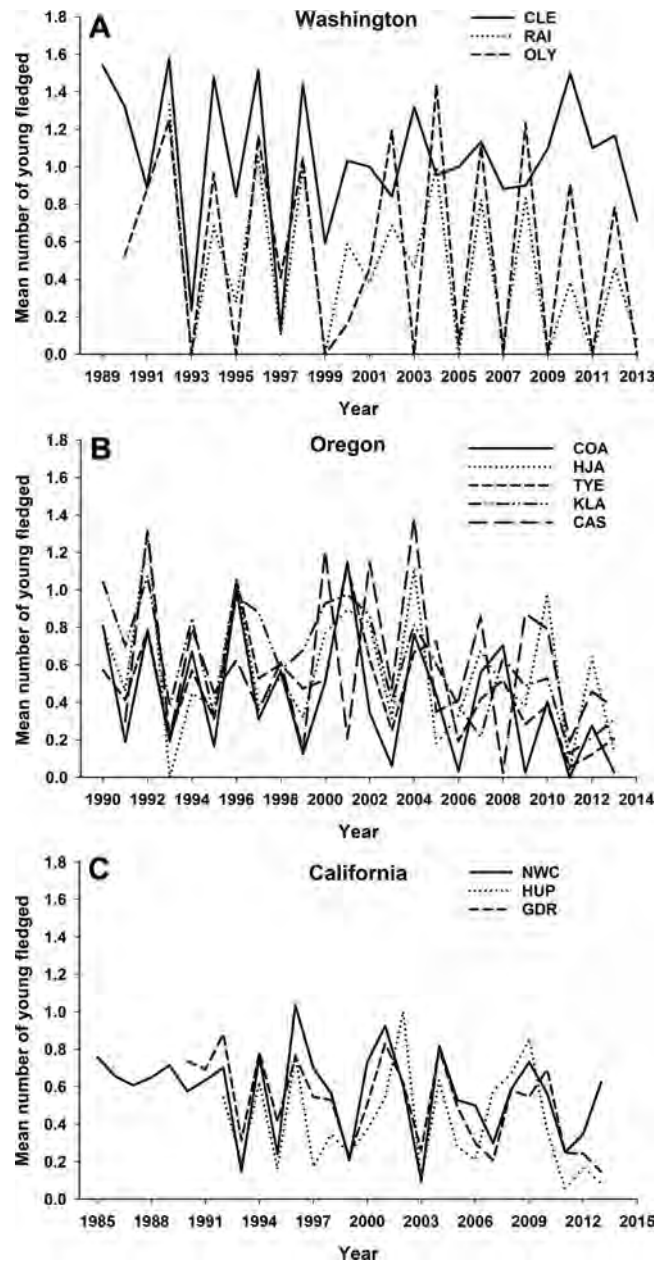 A
Washington
CLE
RAI
OLY
Mean number of young fledged
1.8
1.6
1.4
1.2
1.0
0.8
0.6
0.4
0.2
0.0
1989 1991 1993 1995 1997 1999 2001 2003 2005 2007 2009 2011 2013
Year
B
Oregon
COA
HJA
TYE
KLA
CAS
Mean number of young fledged
1.8
1.6
1.4
1.2
1.0
0.8
0.6
0.4
0.2
0.0
1990 1992 1994 1996 1998 2000 2002 2004 2006 2008 2010 2012 2014
Year
C
California
NWC
HUP
GDR
Mean number of young fledged
1.8
1.6
1.4
1.2
1.0
0.8
0.6
0.4
0.2
0.0
1985 1988 1991 1994 1997 2000 2003 2006 2009 2012 2015
Year